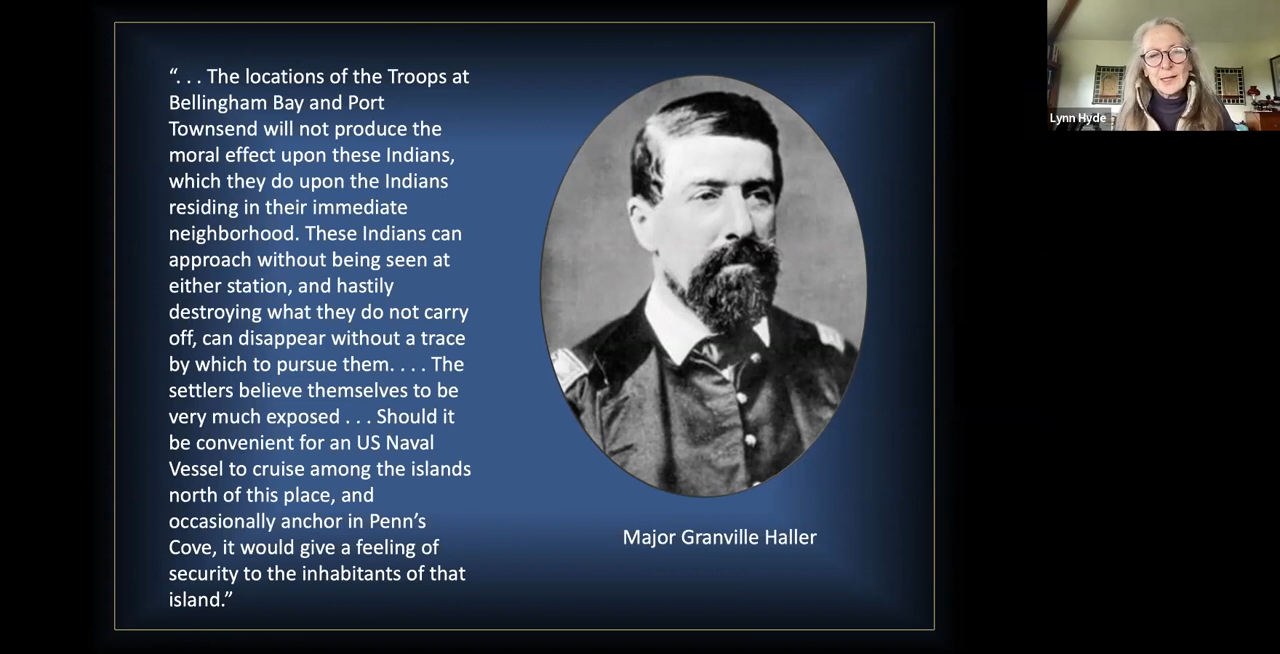 “. . . The locations of the Troops at
Bellingham Bay and Port
Townsend will not produce the
moral effect upon these Indians,
which they do upon the Indians
residing in their immediate
neighborhood. These Indians can
approach without being seen at
either station, and hastily
destroying what they do not carry
off, can disappear without a trace
by which to pursue them. . . . The
settlers believe themselves to be
very much exposed . . . Should it
be convenient for an US Naval
Vessel to cruise among the islands
north of this place, and
occasionally anchor in Penn’s
Cove, it would give a feeling of
security to the inhabitants of that
island.”
Major Granville Haller
Lynn Hyde